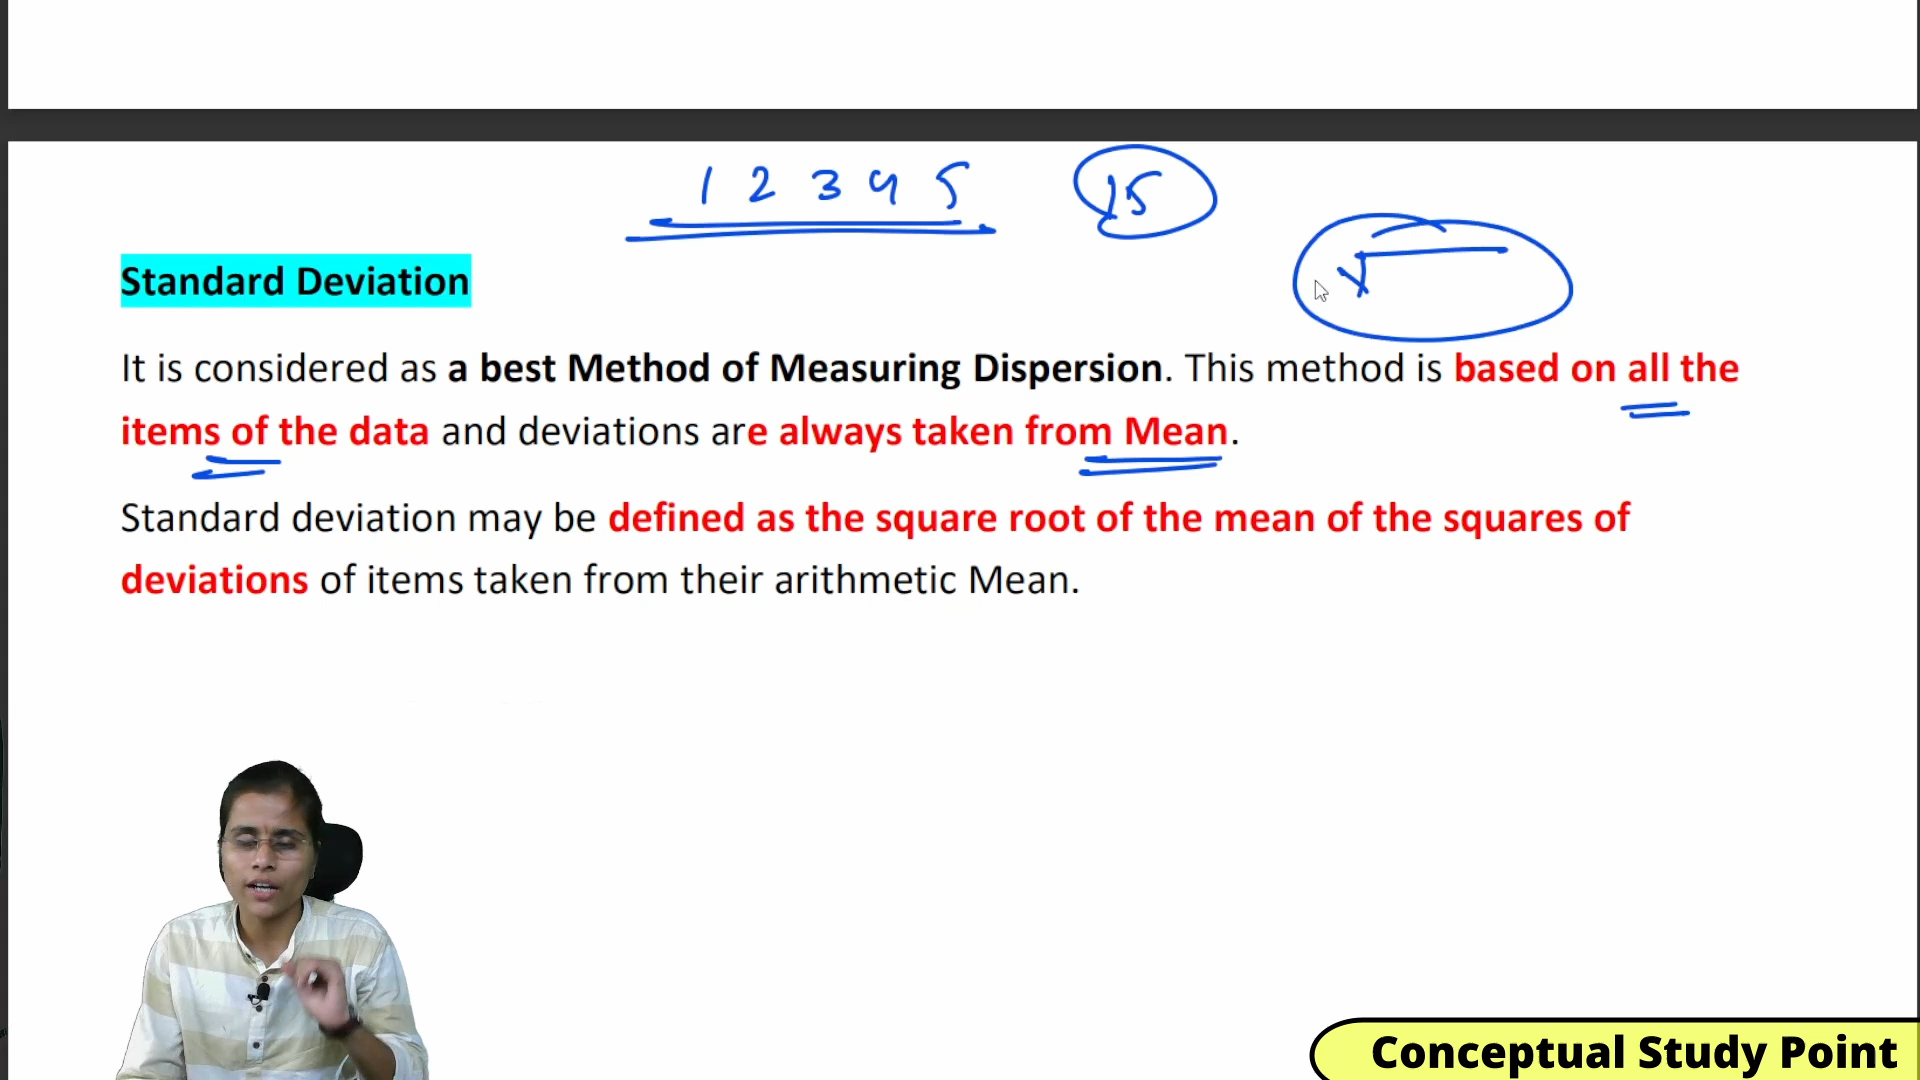 1 2 3 4 5 15
√
Standard Deviation
It is considered as a best Method of Measuring Dispersion. This method is based on all the
items of the data and deviations are always taken from Mean.
Standard deviation may be defined as the square root of the mean of the squares of
deviations of items taken from their arithmetic Mean.
Conceptual Study Point